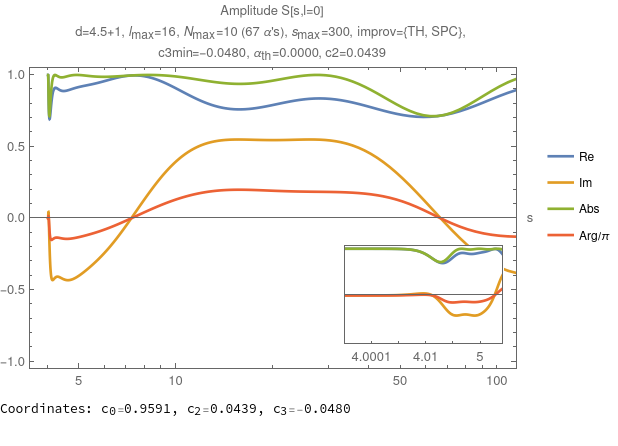 Amplitude S[s,l=0]
d=4.5+1, lmax=16, Nmax=10 (67 α's), smax=300, improv={TH, SPC},
c3min=-0.0480, αth=0.0000, c2=0.0439
1.0
0.5
0.0
-0.5
-1.0
5
10
50
100
s
4.0001
4.01
5
Re
Im
Abs
Arg/π
Coordinates: c0=0.9591, c2=0.0439, c3=-0.0480